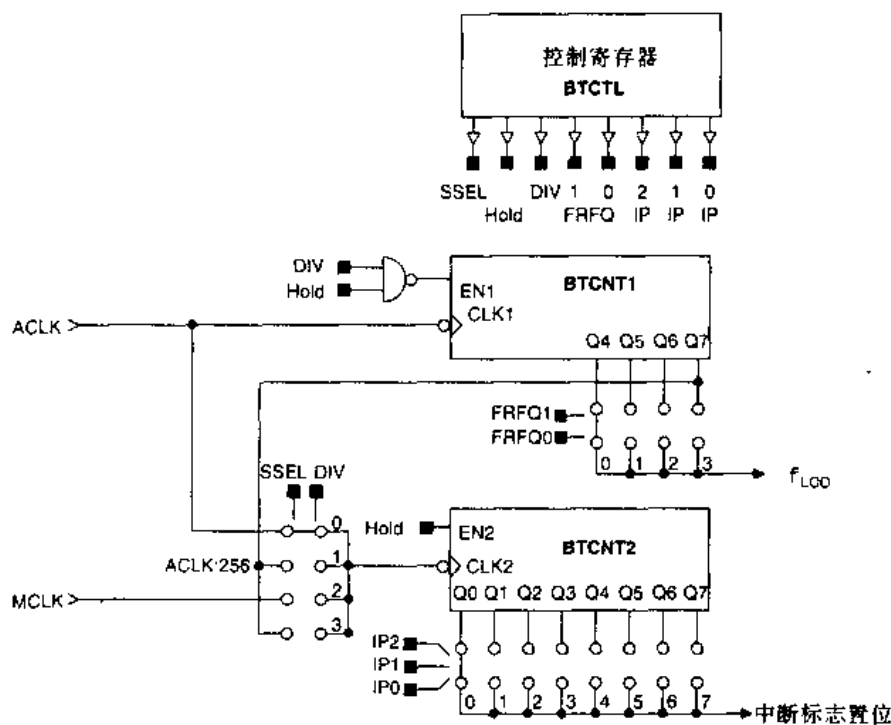 控制寄存器
BTCTL
SSEL DIV 1 0 2 1 0
Hold FRFQ IP IP IP
DIV
Hold
EN1
BTCNT1
CLK1
ACLK
Q4 Q5 Q6 Q7
FRFQ1
FRFQ0
0 1 2 3
fLCD
SSEL DIV
0
Hold
EN2
BTCNT2
ACLK:256
1
CLK2
MCLK
2
Q0 Q1 Q2 Q3 Q4 Q5 Q6 Q7
3
IP2
IP1
IP0
0 1 2 3 4 5 6 7
中断标志置位